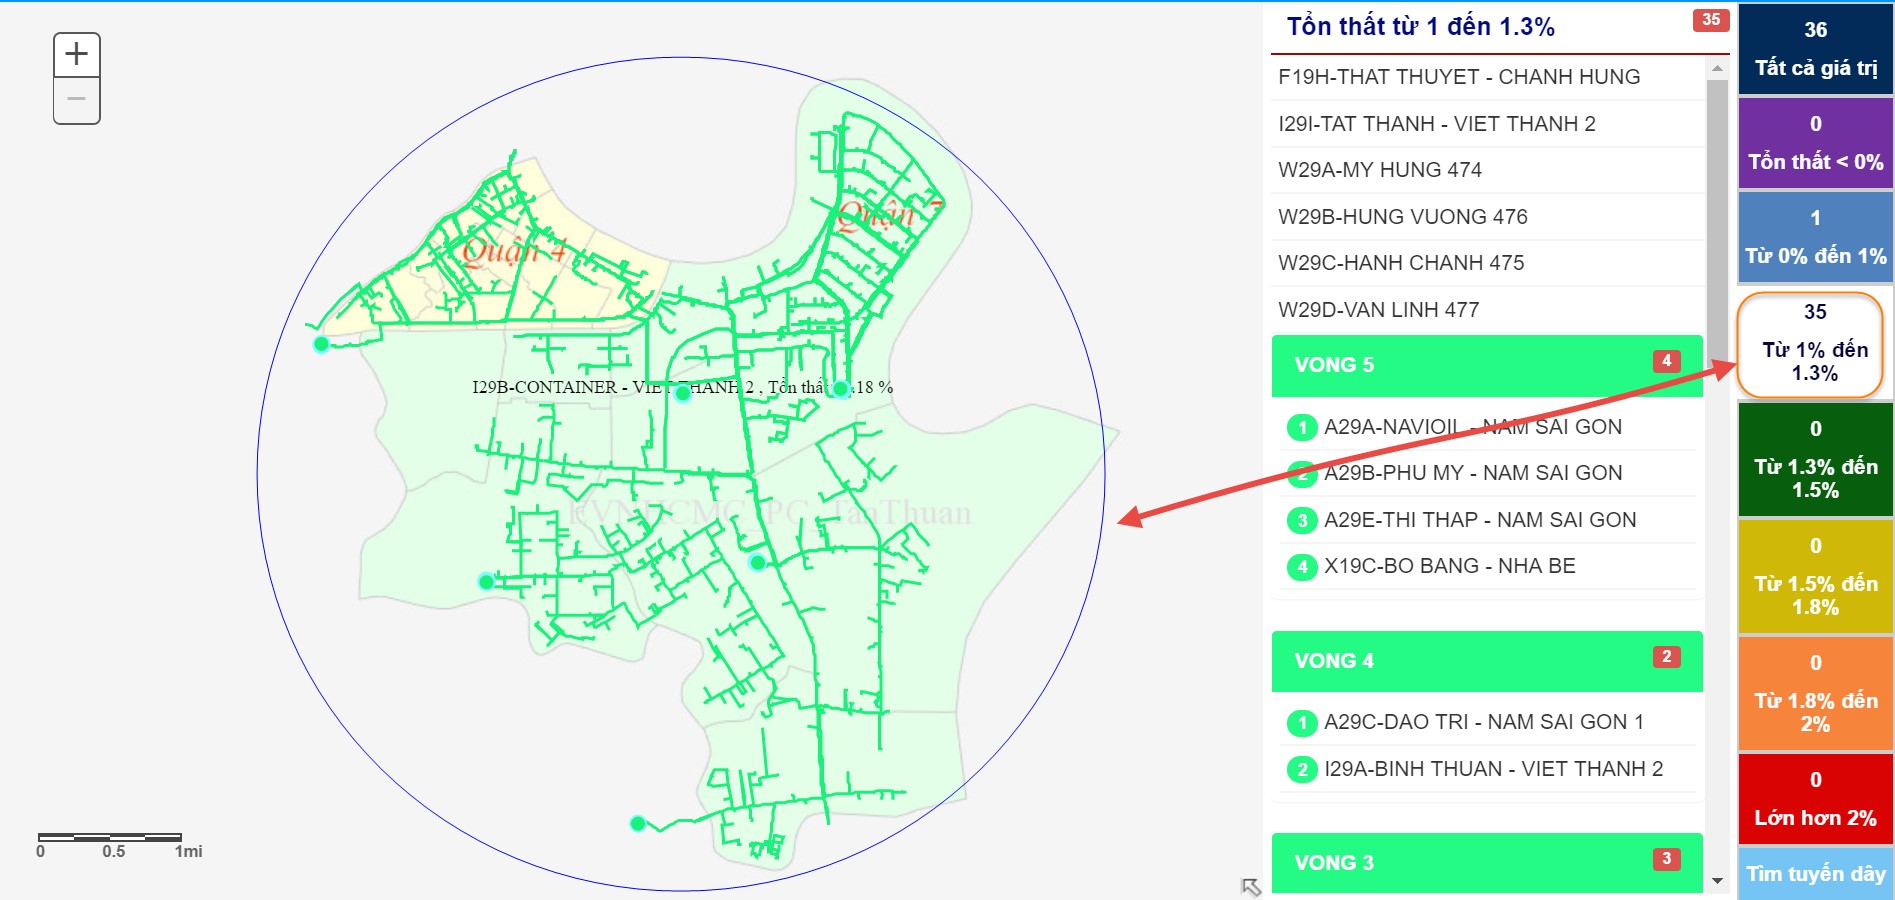 +
−
Quận 4
Quận 7
I29B-CONTAINER - VIET THANH 2 , Tổn thất 18 %
EVNHCMC PC TanThuan
0 0.5 1mi
Tổn thất từ 1 đến 1.3%
35
F19H-THAT THUYET - CHANH HUNG
I29I-TAT THANH - VIET THANH 2
W29A-MY HUNG 474
W29B-HUNG VUONG 476
W29C-HANH CHANH 475
W29D-VAN LINH 477
VONG 5 4
1 A29A-NAVIOIL - NAM SAI GON
2 A29B-PHU MY - NAM SAI GON
3 A29E-THI THAP - NAM SAI GON
4 X19C-BO BANG - NHA BE
VONG 4 2
1 A29C-DAO TRI - NAM SAI GON 1
2 I29A-BINH THUAN - VIET THANH 2
VONG 3 3
36
Tất cả giá trị
0
Tổn thất < 0%
1
Từ 0% đến 1%
35
Từ 1% đến
1.3%
0
Từ 1.3% đến
1.5%
0
Từ 1.5% đến
1.8%
0
Từ 1.8% đến
2%
0
Lớn hơn 2%
Tìm tuyến dây